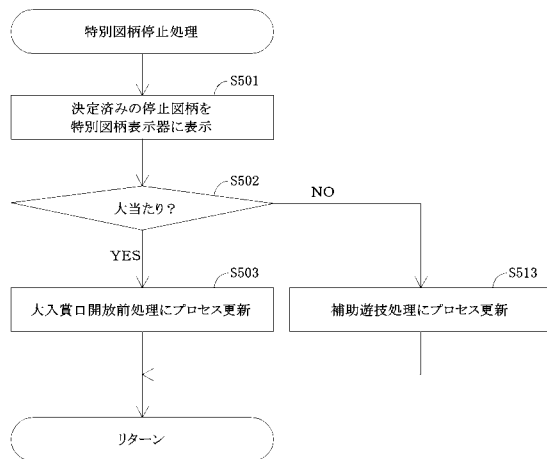 特別図柄停止処理
S501
決定済みの停止図柄を
特別図柄表示器に表示
S502
大当たり？
NO
YES
S503
大入賞口開放前処理にプロセス更新
S513
補助遊技処理にプロセス更新
リターン